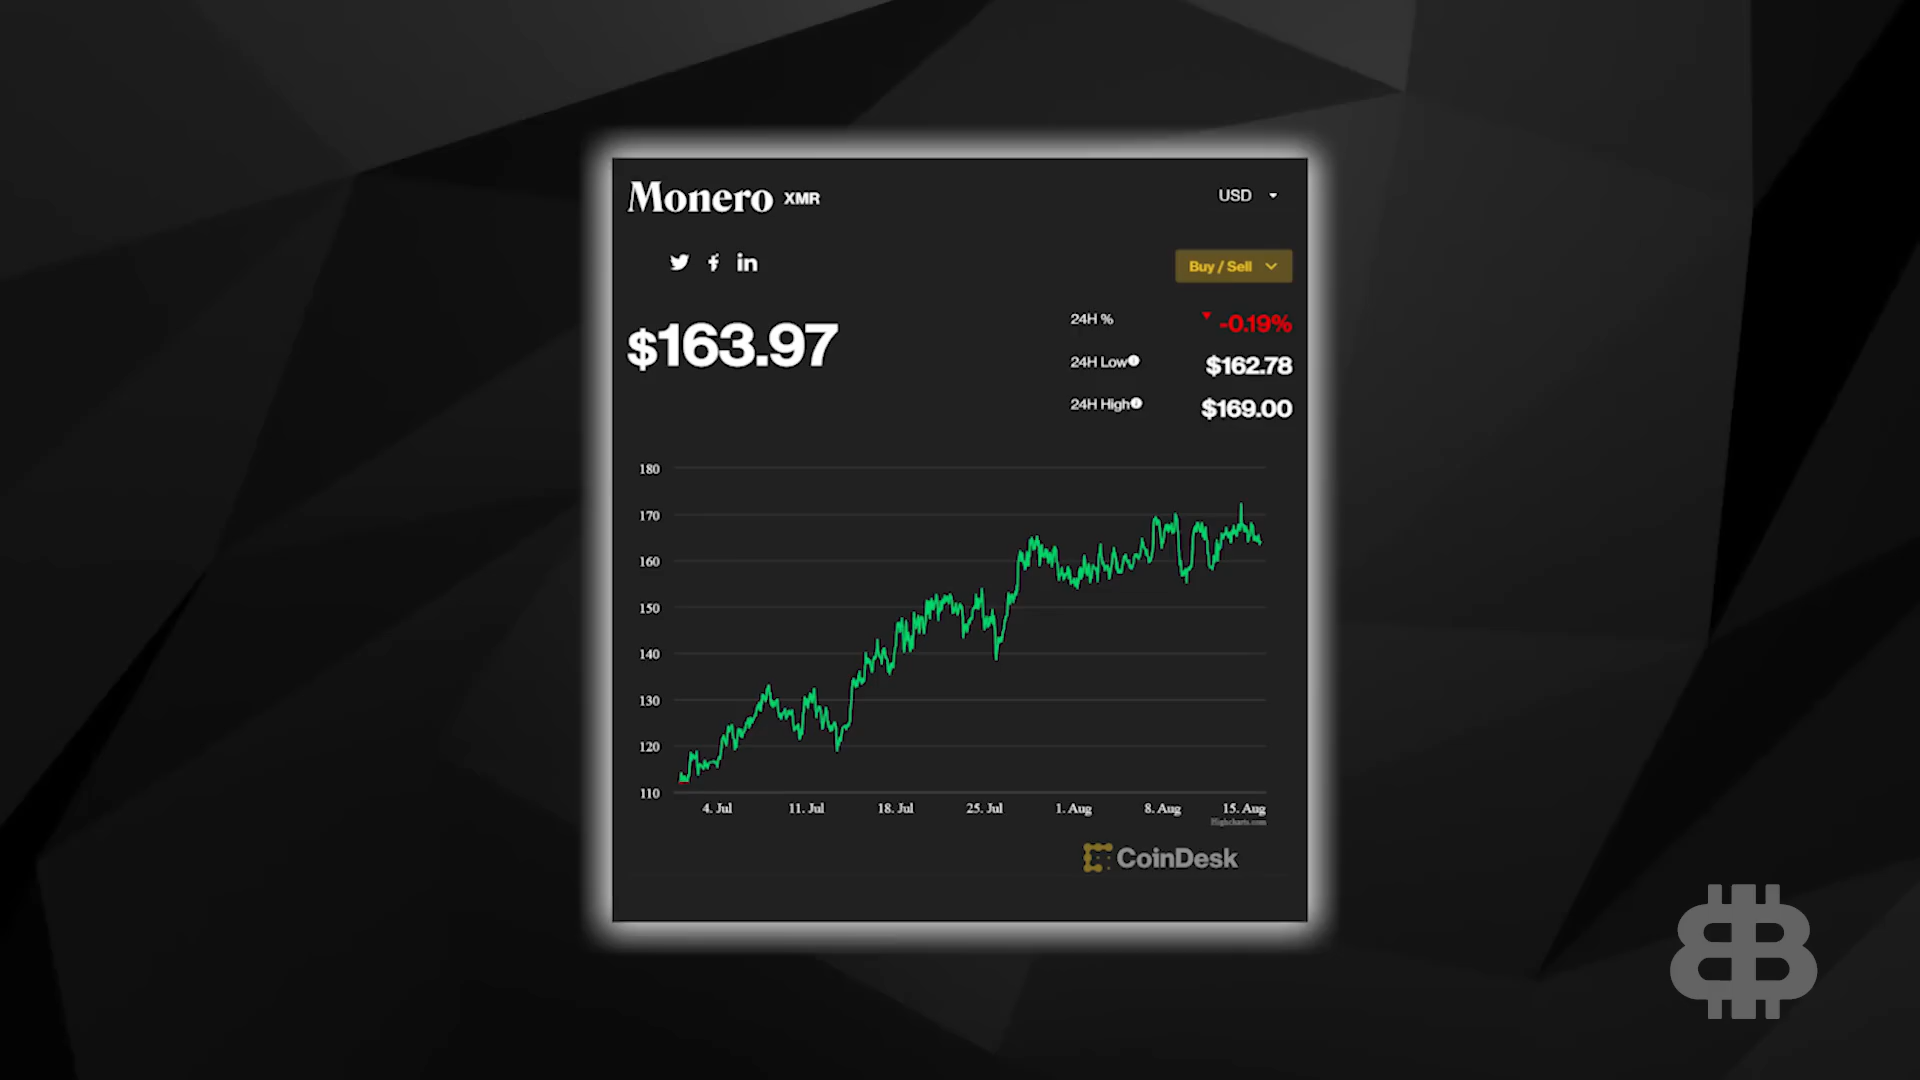 Monero XMR
USD
Buy / Sell
$163.97
24H %
-0.19%
24H Low
$162.78
24H High
$169.00
180
170
160
150
140
130
120
110
4. Jul
11. Jul
18. Jul
25. Jul
1. Aug
8. Aug
15. Aug
Highcharts.com
CoinDesk